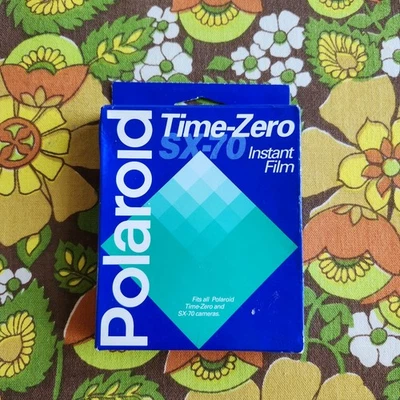 Polaroid
Time-Zero
SX-70 Instant
Film
Fits all Polaroid
Time-Zero and
SX-70 cameras.